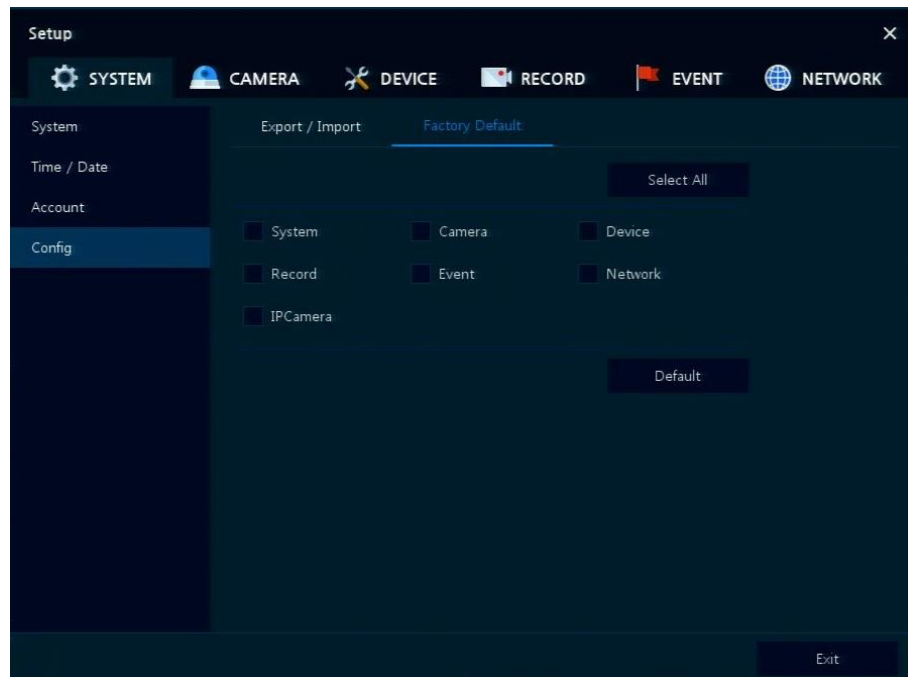 Setup
SYSTEM CAMERA DEVICE RECORD EVENT NETWORK
System
Time / Date
Account
Config
Export / Import Factory Default
Select All
System Camera Device
Record Event Network
IPCamera
Default
Exit